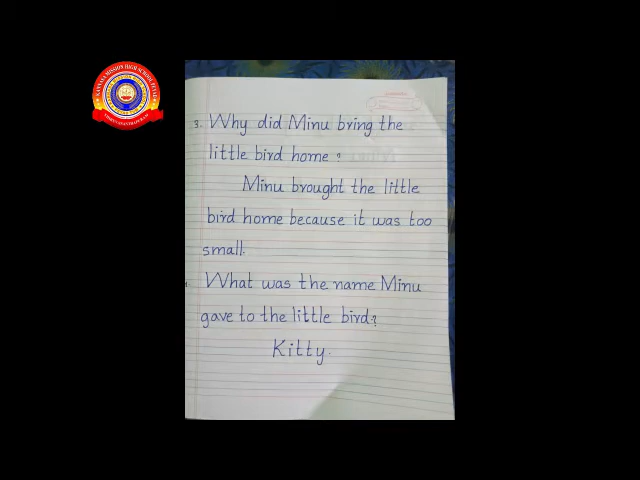 3. Why did Minu bring the
little bird home?
Minu brought the little
bird home because it was too
small.
What was the name Minu
gave to the little bird?
Kitty.